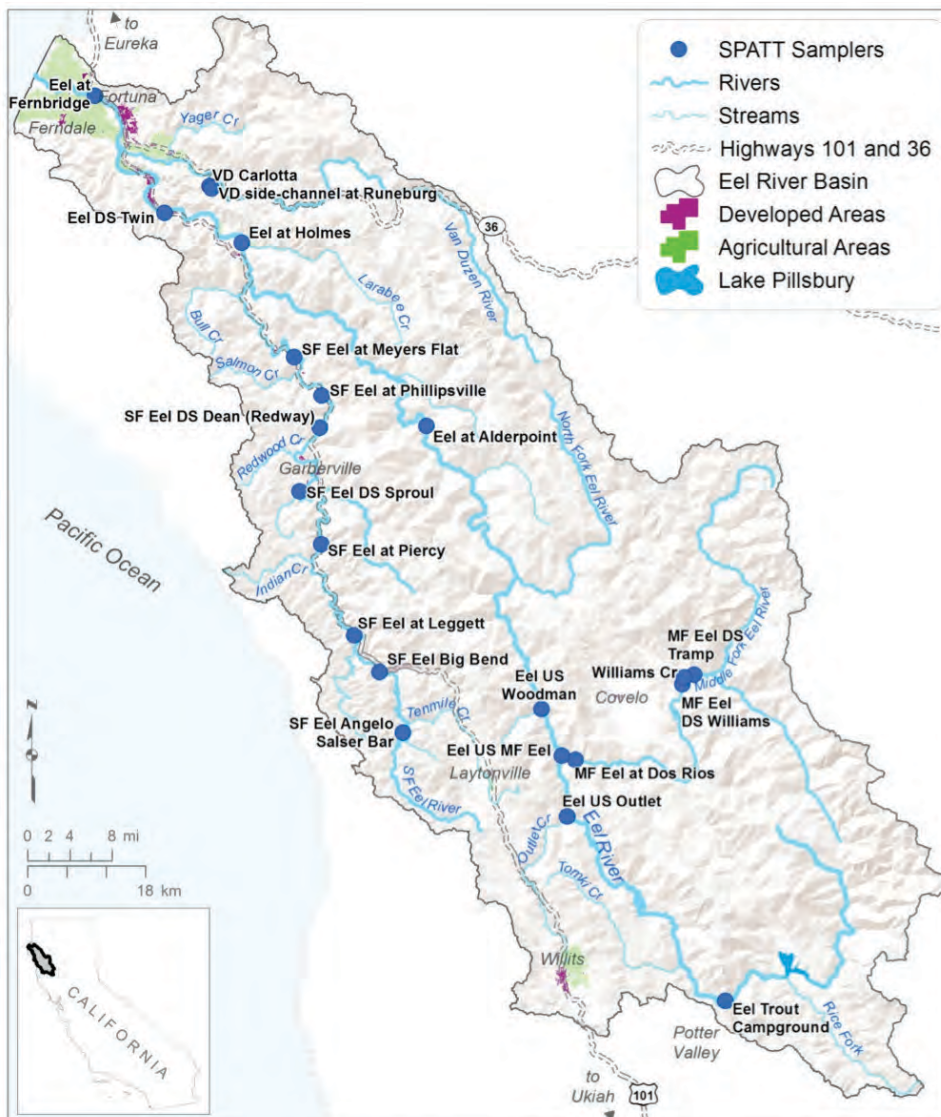 to
Eureka
Eel at
Fernbridge
Fortuna
Ferndale
Yager Cr
VD Carlotta
VD side-channel at Runeburg
Eel DS Twin
Eel at Holmes
36
Van Duzen River
Larabee Cr
Bull Cr
Salmon Cr
SF Eel at Meyers Flat
SF Eel at Phillipsville
SF Eel DS Dean (Redway)
Eel at Alderpoint
Redwood Cr
Garberville
North Fork Eel River
SF Eel DS Sproul
Pacific Ocean
SF Eel at Piercy
Indian Cr
SF Eel at Leggett
SF Eel Big Bend
MF Eel DS
Tramp
Williams Cr
Middle Fork Eel River
MF Eel
DS Williams
Eel US
Woodman
Covelo
Tenmile Cr
SF Eel Angelo
Salser Bar
Eel US MF Eel
MF Eel at Dos Rios
Laytonville
SF Eel River
Eel US Outlet
Outlet Cr
Eel River
Tomki Cr
Willits
Eel Trout
Campground
Rice Fork
Potter
Valley
to
Ukiah
101
SPATT Samplers
Rivers
Streams
Highways 101 and 36
Eel River Basin
Developed Areas
Agricultural Areas
Lake Pillsbury
N
0 2 4 8 mi
0 18 km
CALIFORNIA